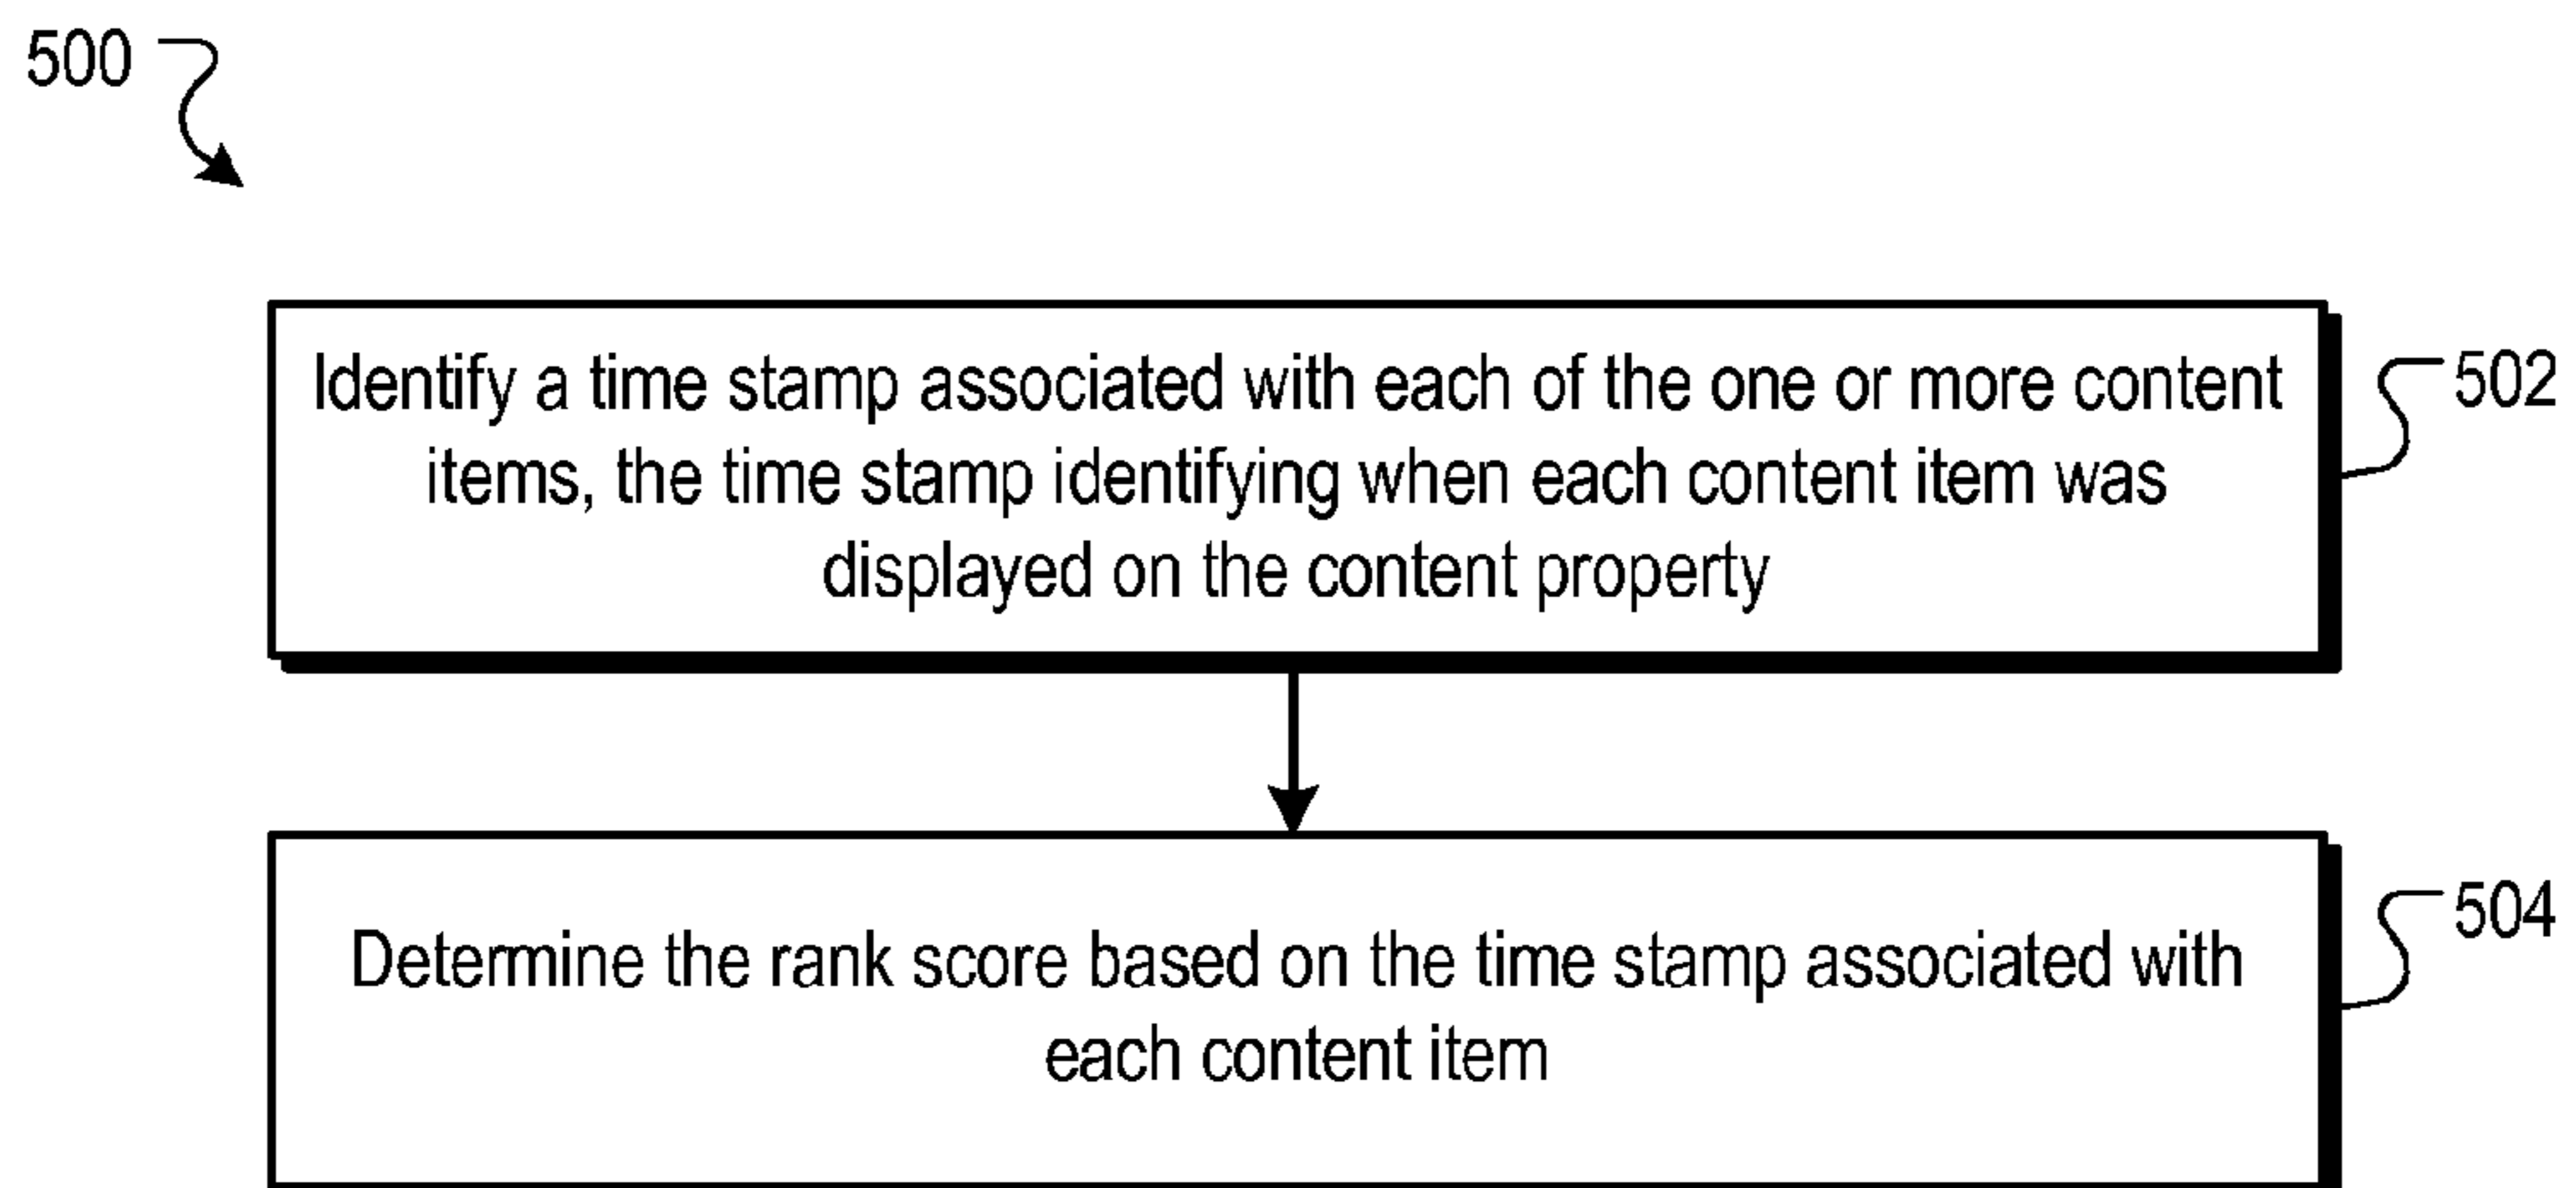 500
Identify a time stamp associated with each of the one or more content
items, the time stamp identifying when each content item was
displayed on the content property
502
Determine the rank score based on the time stamp associated with
each content item
504